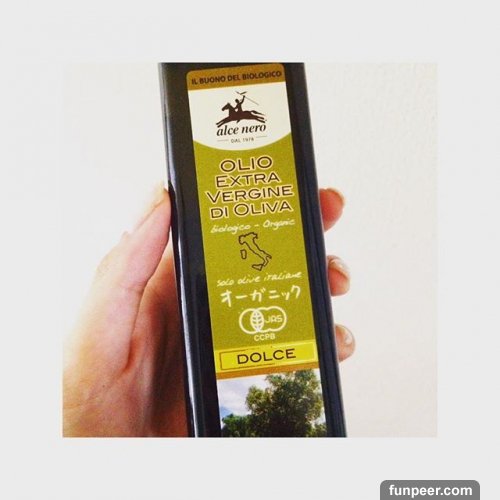 IL BUONO DEL BIOLOGICO
alce nero
DAL 1978
OLIO
EXTRA
VERGINE
DI OLIVA
biologico - Organic
solo olive italiane
オーガニック
JAS
CCPB
DOLCE
funpeer.com